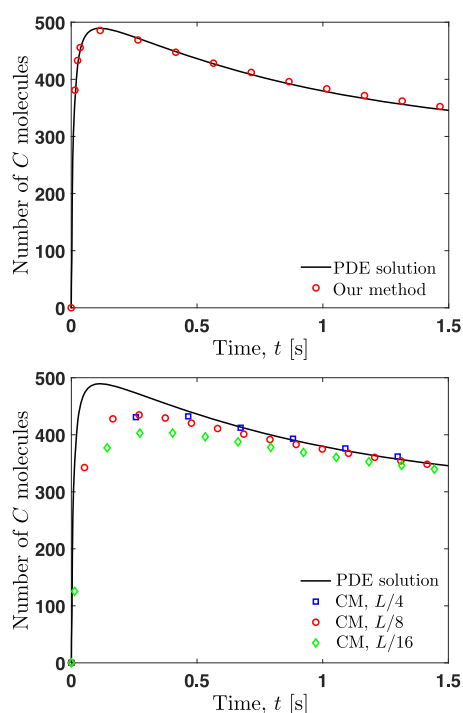 500
400
300
200
100
0
Number of C molecules
PDE solution
Our method
0
0.5
1
1.5
Time, t [s]
500
400
300
200
100
0
Number of C molecules
PDE solution
CM, L/4
CM, L/8
CM, L/16
0
0.5
1
1.5
Time, t [s]